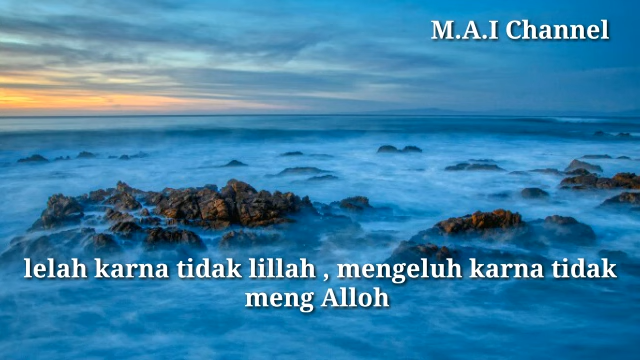 M.A.I Channel
lelah karna tidak lillah , mengeluh karna tidak
meng Alloh